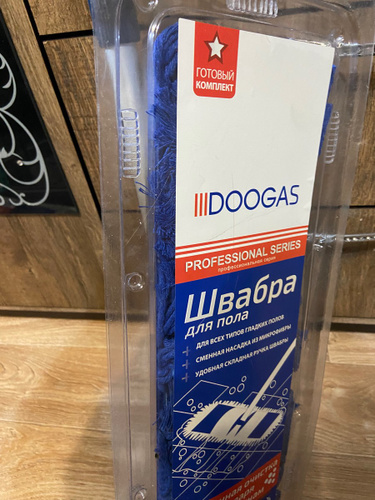 ГОТОВЫЙ
КОМПЛЕКТ
DOOGAS
PROFESSIONAL SERIES
профессиональная серия
Швабра
для пола
ДЛЯ ВСЕХ ТИПОВ ГЛАДКИХ ПОЛОВ
СМЕННАЯ НАСАДКА ИЗ МИКРОФИБРЫ
УДОБНАЯ СКЛАДНАЯ РУЧКА ШВАБРЫ